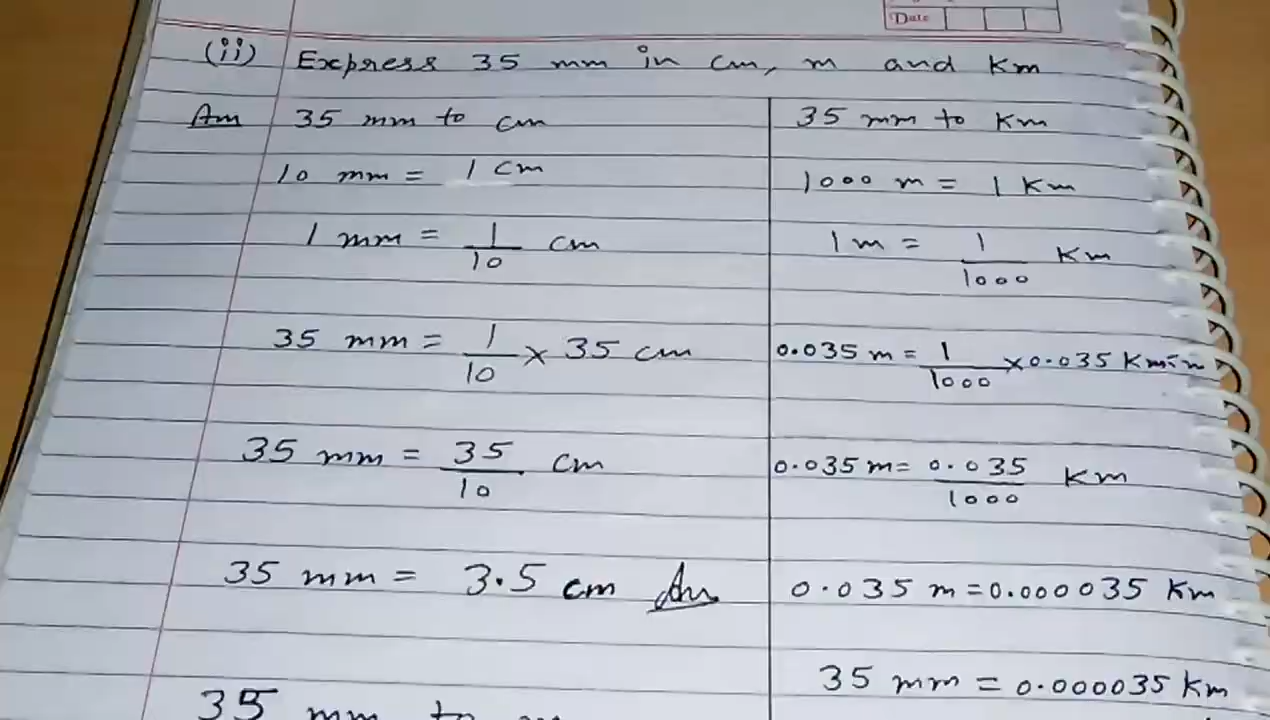 Date
(ii) Express 35 mm in cm, m and Km
Ans 35 mm to cm
10 mm = 1 cm
1 mm = 1/10 cm
35 mm = 1/10 × 35 cm
35 mm = 35/10 cm
35 mm = 3.5 cm Ans
35 mm to
35 mm to Km
1000 m = 1 Km
1 m = 1/1000 Km
0.035 m = 1/1000 × 0.035 Km
0.035 m = 0.035/1000 Km
0.035 m = 0.000035 Km
35 mm = 0.000035 Km